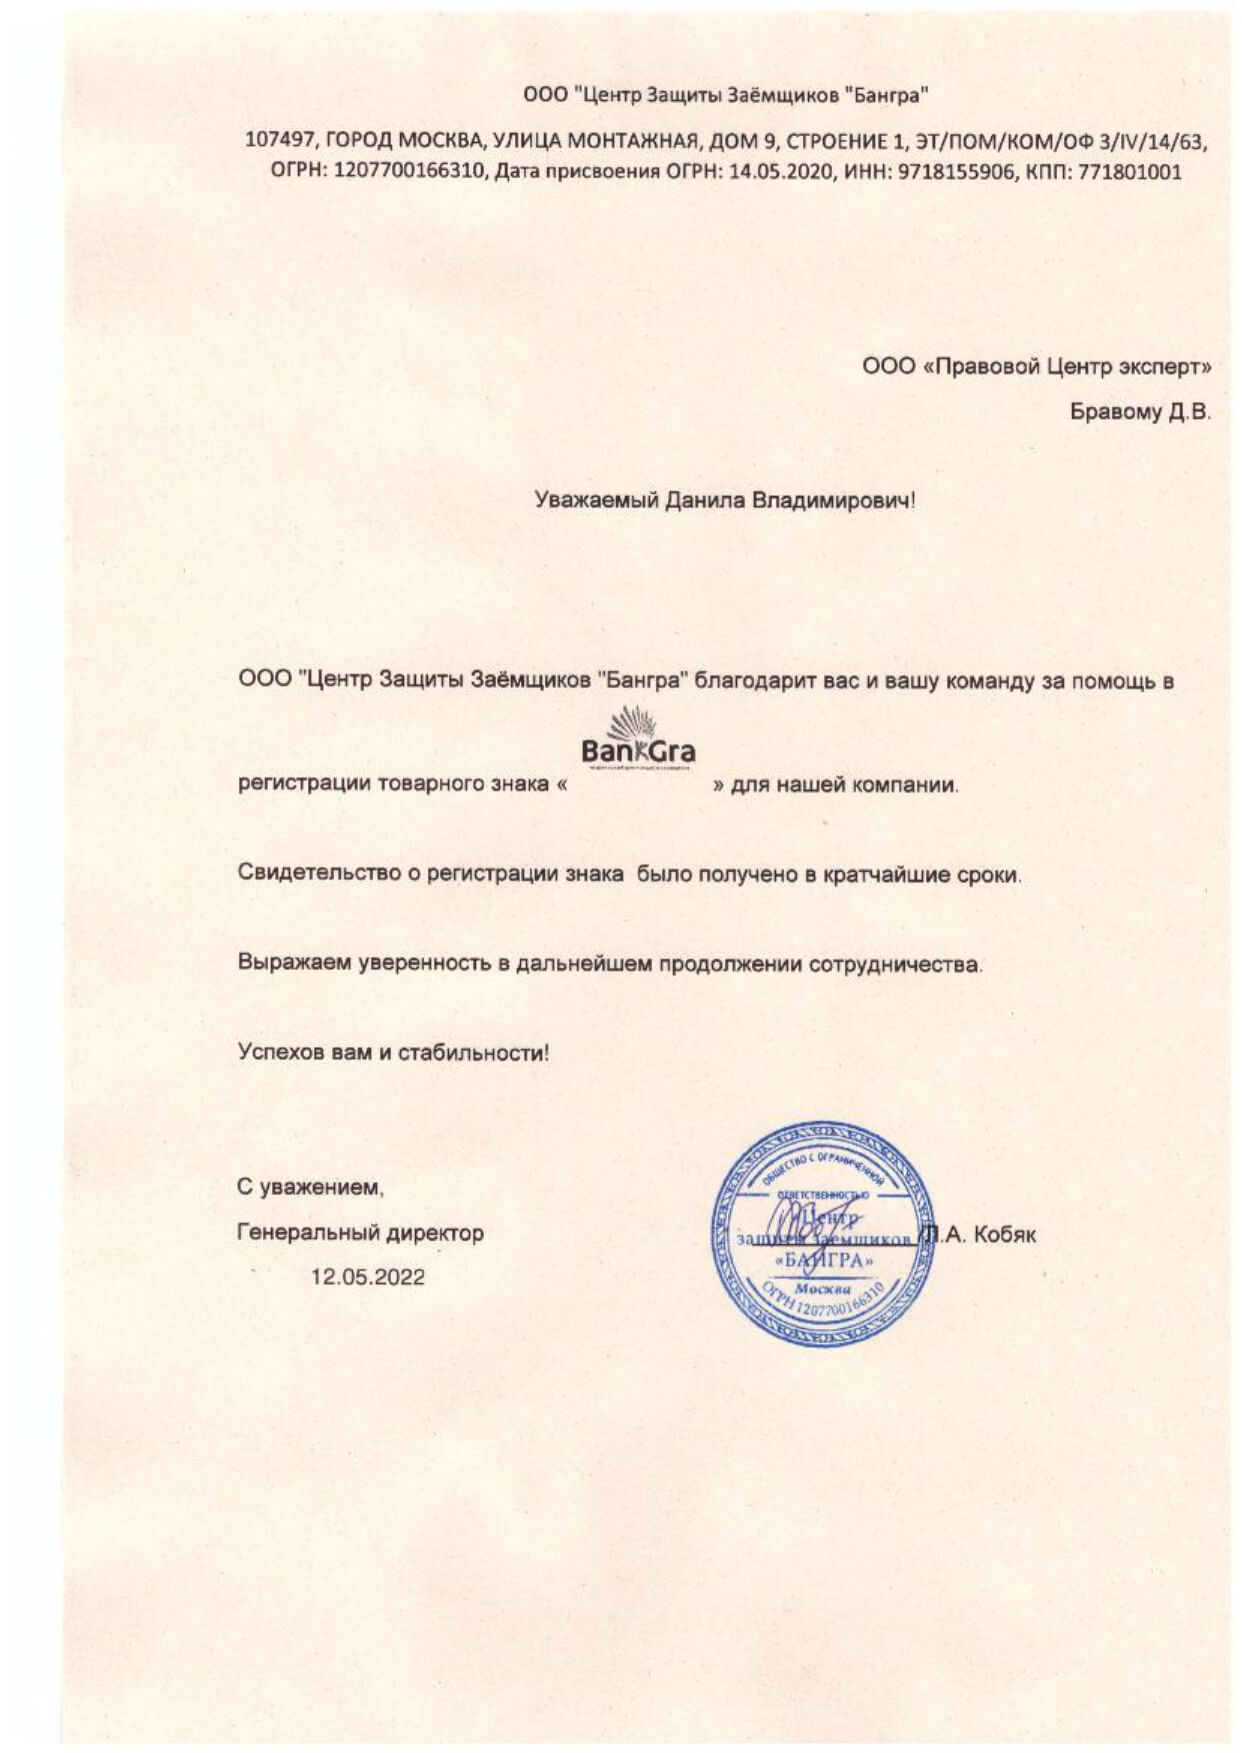 ООО "Центр Защиты Заёмщиков "Бангра"
107497, ГОРОД МОСКВА, УЛИЦА МОНТАЖНАЯ, ДОМ 9, СТРОЕНИЕ 1, ЭТ/ПОМ/КОМ/ОФ 3/IV/14/63,
ОГРН: 1207700166310, Дата присвоения ОГРН: 14.05.2020, ИНН: 9718155906, КПП: 771801001
ООО «Правовой Центр эксперт»
Бравому Д.В.
Уважаемый Данила Владимирович!
ООО "Центр Защиты Заёмщиков "Бангра" благодарит вас и вашу команду за помощь в
BankGra
регистрации товарного знака « » для нашей компании.
Свидетельство о регистрации знака было получено в кратчайшие сроки.
Выражаем уверенность в дальнейшем продолжении сотрудничества.
Успехов вам и стабильности!
С уважением,
Генеральный директор /Л.А. Кобяк
12.05.2022
ОБЩЕСТВО С ОГРАНИЧЕННОЙ
ОТВЕТСТВЕННОСТЬЮ
«Центр
защиты заемщиков
«БАНГРА»
Москва
ОГРН 1207700166310